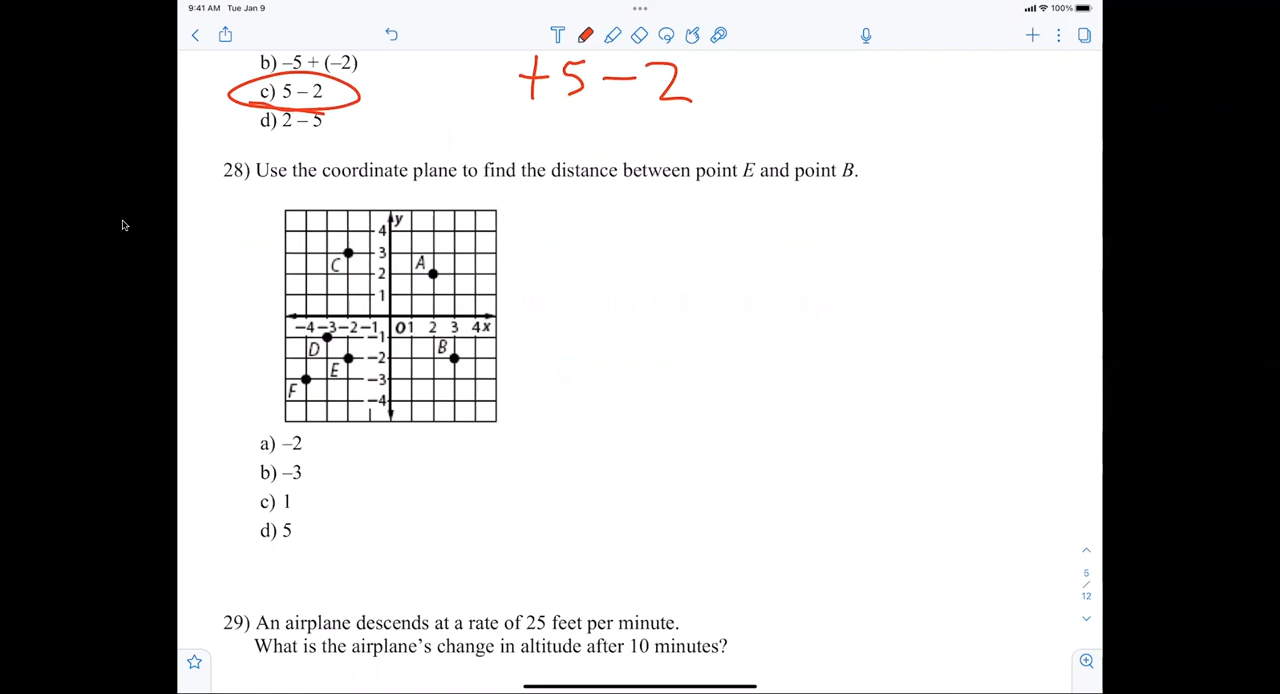 9:41 AM Tue Jan 9
100%
b) –5 + (–2)
c) 5 – 2
+5-2
d) 2 – 5
28) Use the coordinate plane to find the distance between point E and point B.
y
4
3
C
A
2
1
–4 –3 –2 –1 0 1 2 3 4 x
–1
D
B
–2
E
–3
F
–4
a) –2
b) –3
c) 1
d) 5
5
/
12
29) An airplane descends at a rate of 25 feet per minute.
What is the airplane’s change in altitude after 10 minutes?